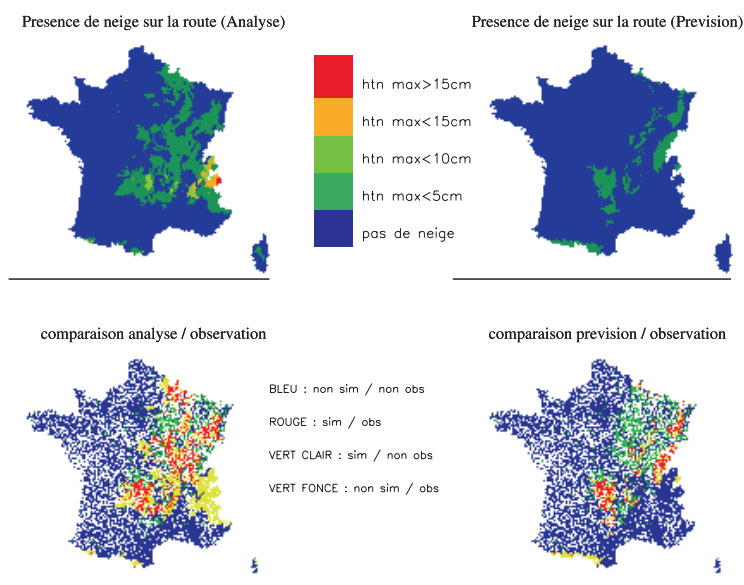 Presence de neige sur la route (Analyse)
Presence de neige sur la route (Prevision)
htn max>15cm
htn max<15cm
htn max<10cm
htn max<5cm
pas de neige
comparaison analyse / observation
comparaison prevision / observation
BLEU : non sim / non obs
ROUGE : sim / obs
VERT CLAIR : sim / non obs
VERT FONCE : non sim / obs